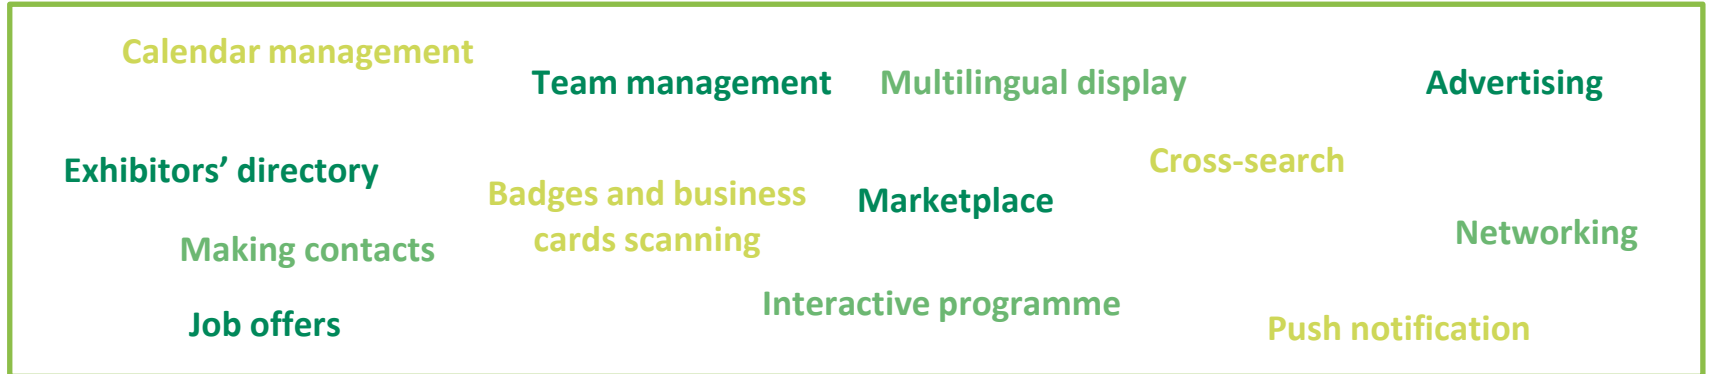 Calendar management
Team management
Multilingual display
Advertising
Exhibitors’ directory
Badges and business
cards scanning
Marketplace
Cross-search
Making contacts
Networking
Job offers
Interactive programme
Push notification